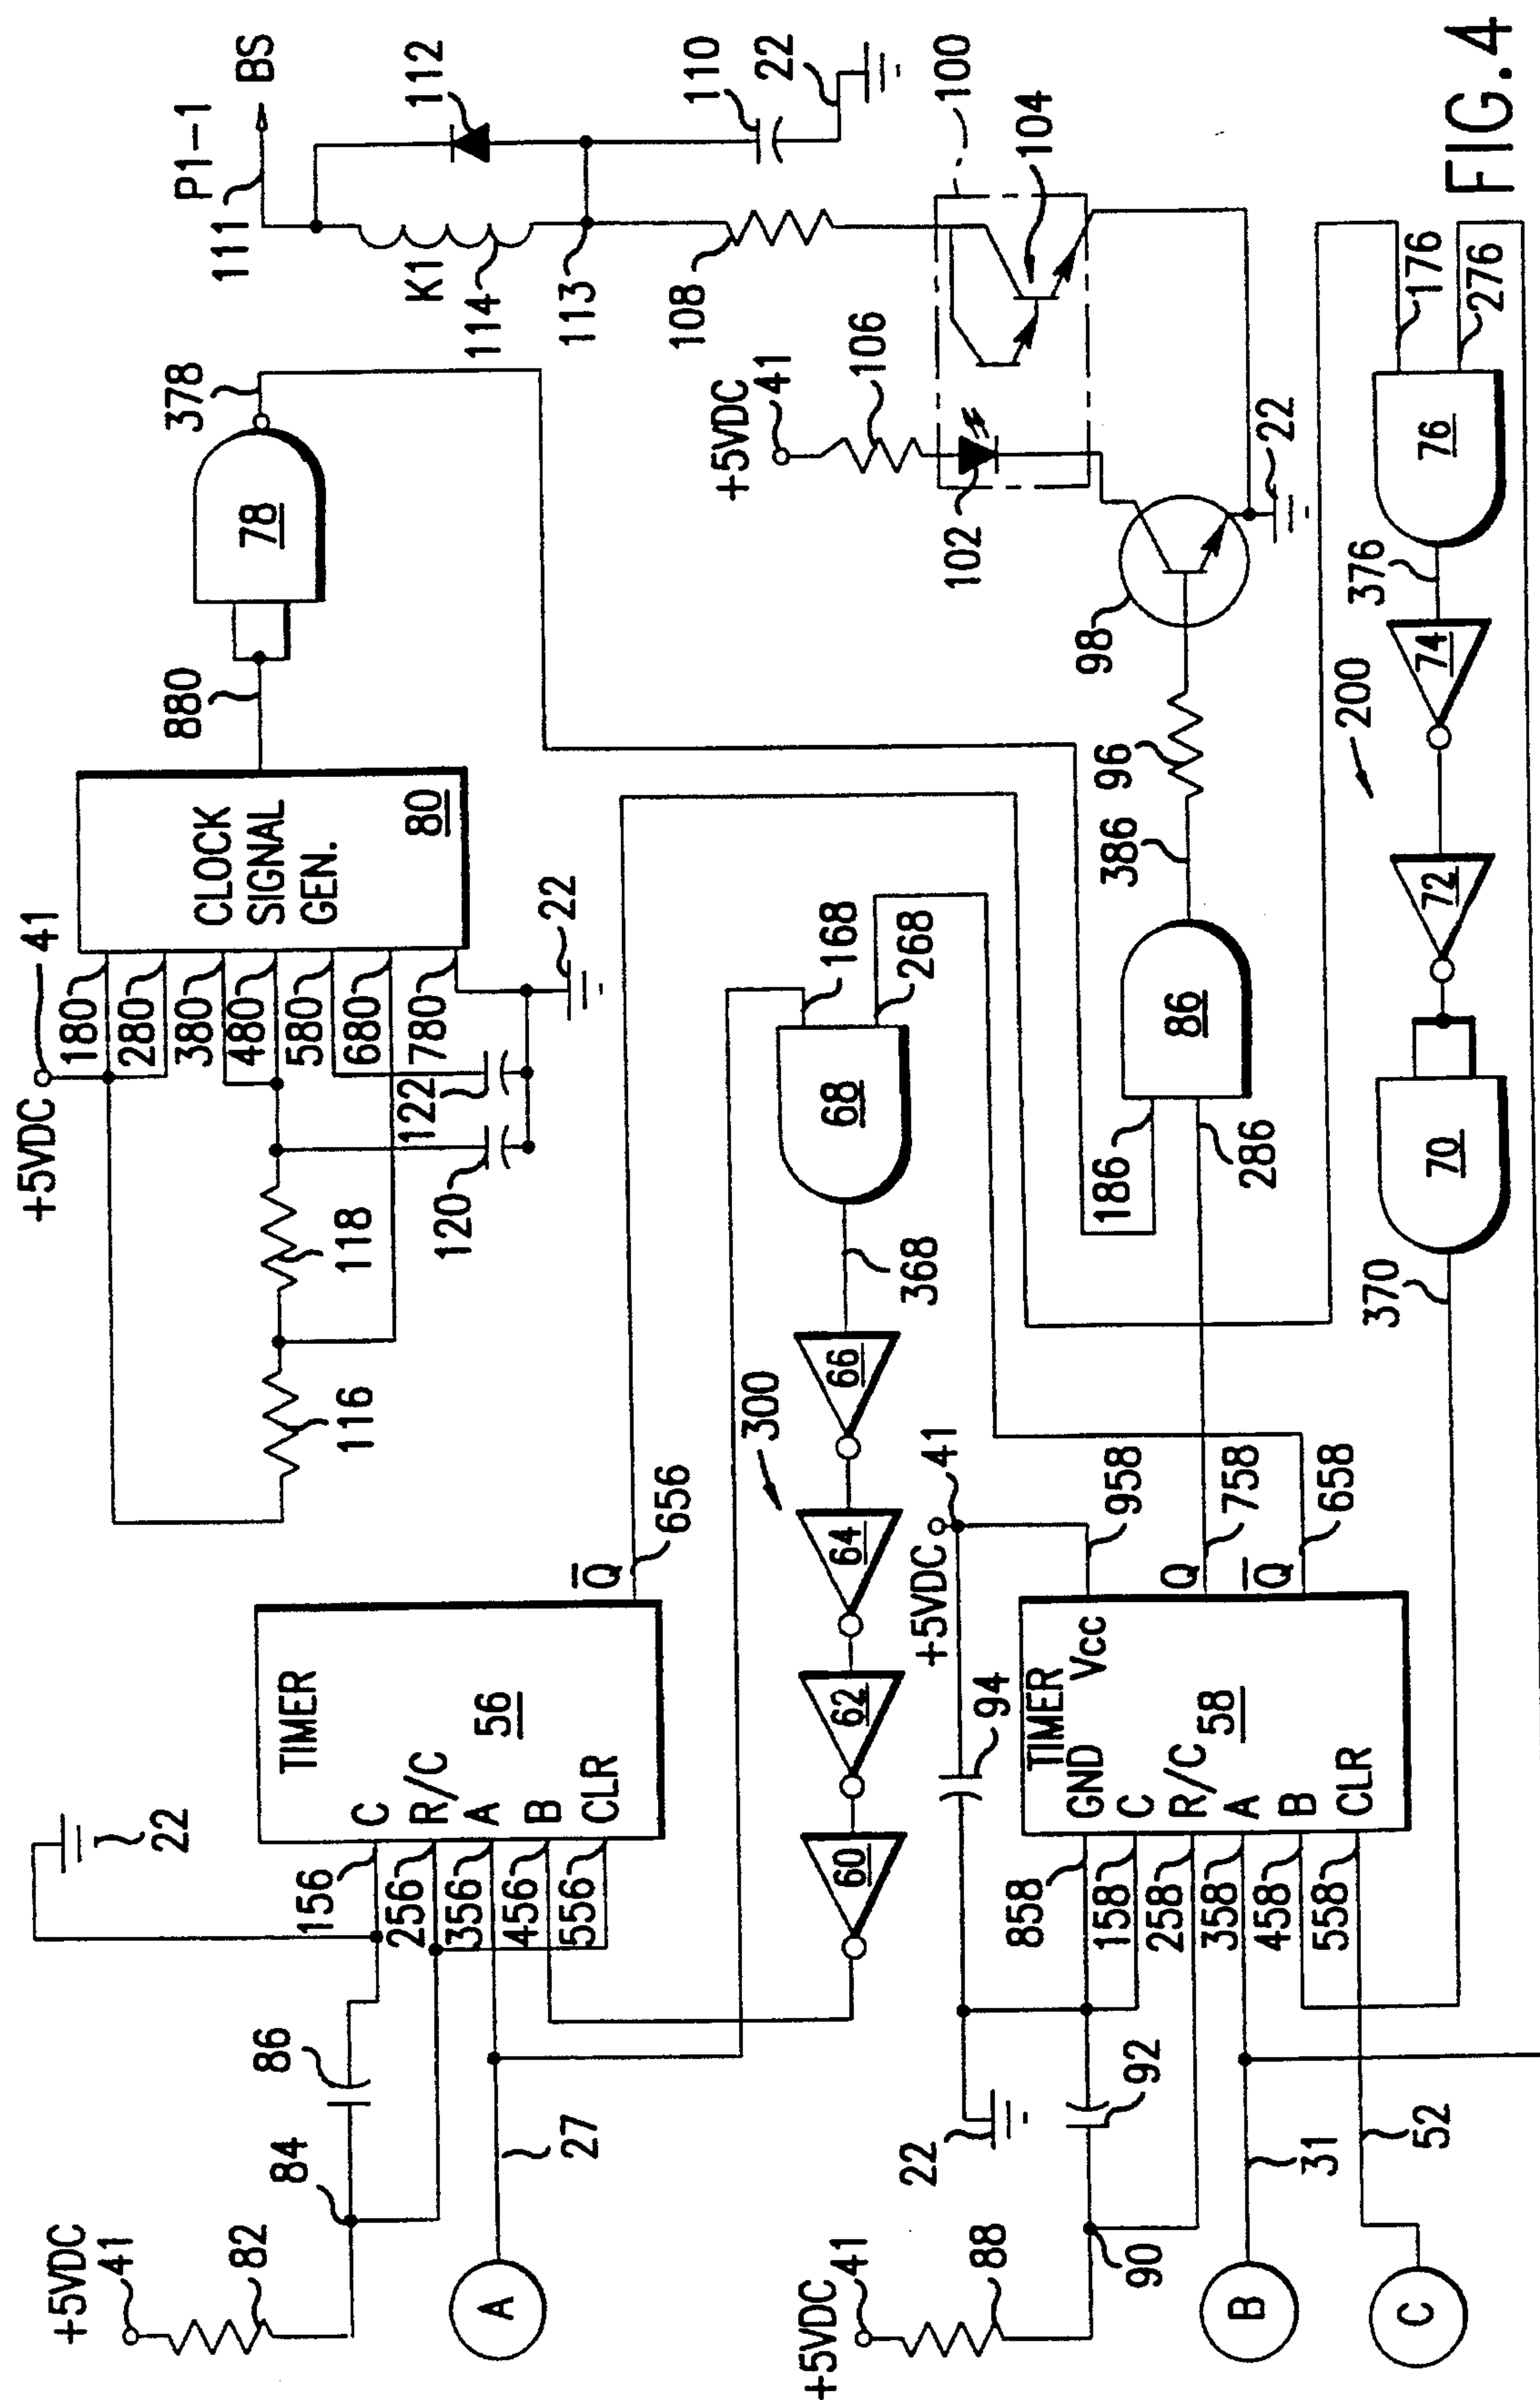 +5VDC
41
82
84
86
22
156
256
356
456
556
TIMER
C
R/C
A
B
CLR
56
Q̅
656
A
27
116
118
120
122
+5VDC
41
180
280
380
480
580
680
780
CLOCK
SIGNAL
GEN.
80
22
880
78
378
111
P1-1
BS
K1
114
112
113
110
22
108
100
104
+5VDC
41
106
102
98
22
96
386
86
186
286
168
268
68
368
66
64
62
60
300
+5VDC
41
88
90
92
22
94
+5VDC
41
858
158
258
358
458
558
TIMER
GND
Vcc
C
R/C
A
B
CLR
58
Q
Q̅
958
758
658
B
31
C
52
370
70
72
74
200
376
76
176
276
FIG. 4